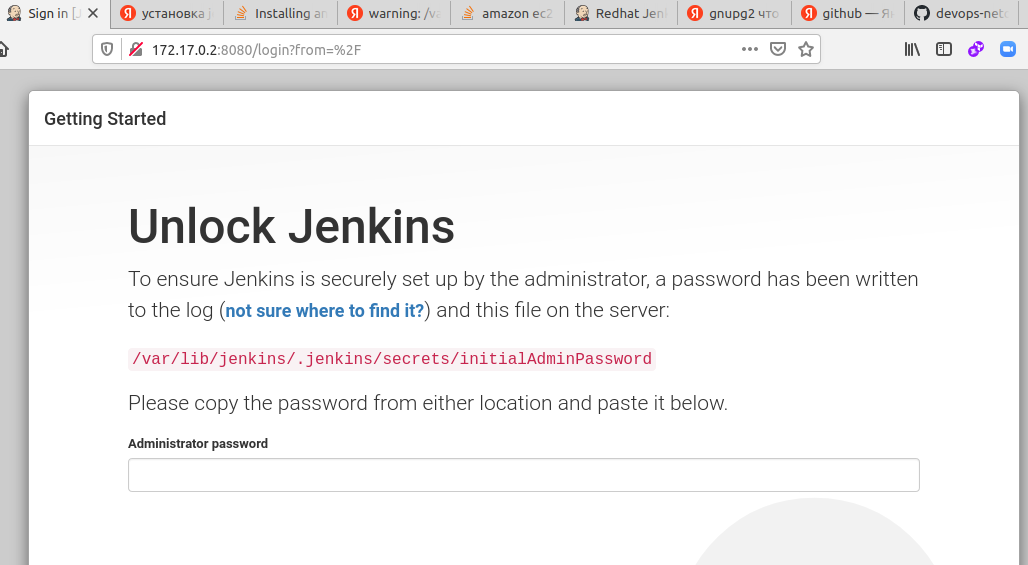 Sign in [J
установка j
Installing an
warning: /va
amazon ec2
Redhat Jenk
gnupg2 что
github — Ян
devops-neto
172.17.0.2:8080/login?from=%2F
Getting Started
Unlock Jenkins
To ensure Jenkins is securely set up by the administrator, a password has been written
to the log (not sure where to find it?) and this file on the server:
/var/lib/jenkins/.jenkins/secrets/initialAdminPassword
Please copy the password from either location and paste it below.
Administrator password